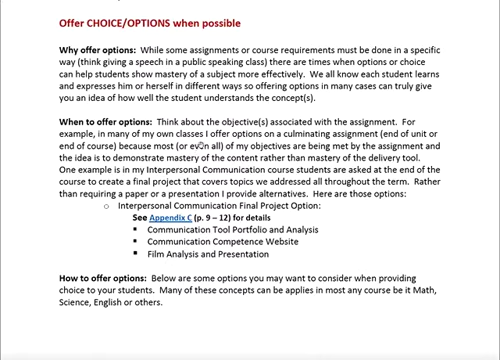 Offer CHOICE/OPTIONS when possible
Why offer options: While some assignments or course requirements must be done in a specific
way (think giving a speech in a public speaking class) there are times when options or choice
can help students show mastery of a subject more effectively. We all know each student learns
and expresses him or herself in different ways so offering options in many cases can truly give
you an idea of how well the student understands the concept(s).
When to offer options: Think about the objective(s) associated with the assignment. For
example, in many of my own classes I offer options on a culminating assignment (end of unit or
end of course) because most (or even all) of my objectives are being met by the assignment and
the idea is to demonstrate mastery of the content rather than mastery of the delivery tool.
One example is in my Interpersonal Communication course students are asked at the end of the
course to create a final project that covers topics we addressed all throughout the term. Rather
than requiring a paper or a presentation I provide alternatives. Here are those options:
○ Interpersonal Communication Final Project Option:
See Appendix C (p. 9 – 12) for details
▪ Communication Tool Portfolio and Analysis
▪ Communication Competence Website
▪ Film Analysis and Presentation
How to offer options: Below are some options you may want to consider when providing
choice to your students. Many of these concepts can be applies in most any course be it Math,
Science, English or others.